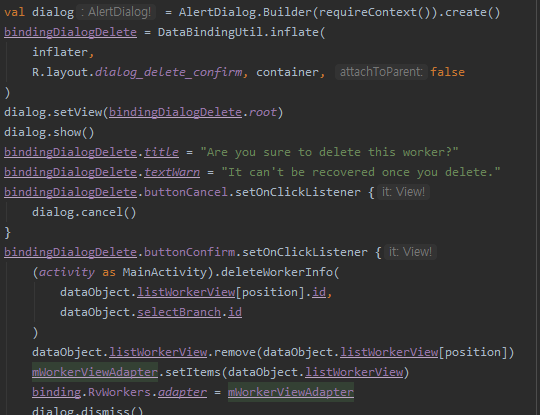 val dialog : AlertDialog! = AlertDialog.Builder(requireContext()).create()
bindingDialogDelete = DataBindingUtil.inflate(
inflater,
R.layout.dialog_delete_confirm, container, attachToParent: false
)
dialog.setView(bindingDialogDelete.root)
dialog.show()
bindingDialogDelete.title = "Are you sure to delete this worker?"
bindingDialogDelete.textWarn = "It can't be recovered once you delete."
bindingDialogDelete.buttonCancel.setOnClickListener { it: View!
dialog.cancel()
}
bindingDialogDelete.buttonConfirm.setOnClickListener { it: View!
(activity as MainActivity).deleteWorkerInfo(
dataObject.listWorkerView[position].id,
dataObject.selectBranch.id
)
dataObject.listWorkerView.remove(dataObject.listWorkerView[position])
mWorkerViewAdapter.setItems(dataObject.listWorkerView)
binding.RvWorkers.adapter = mWorkerViewAdapter
dialog.dismiss()